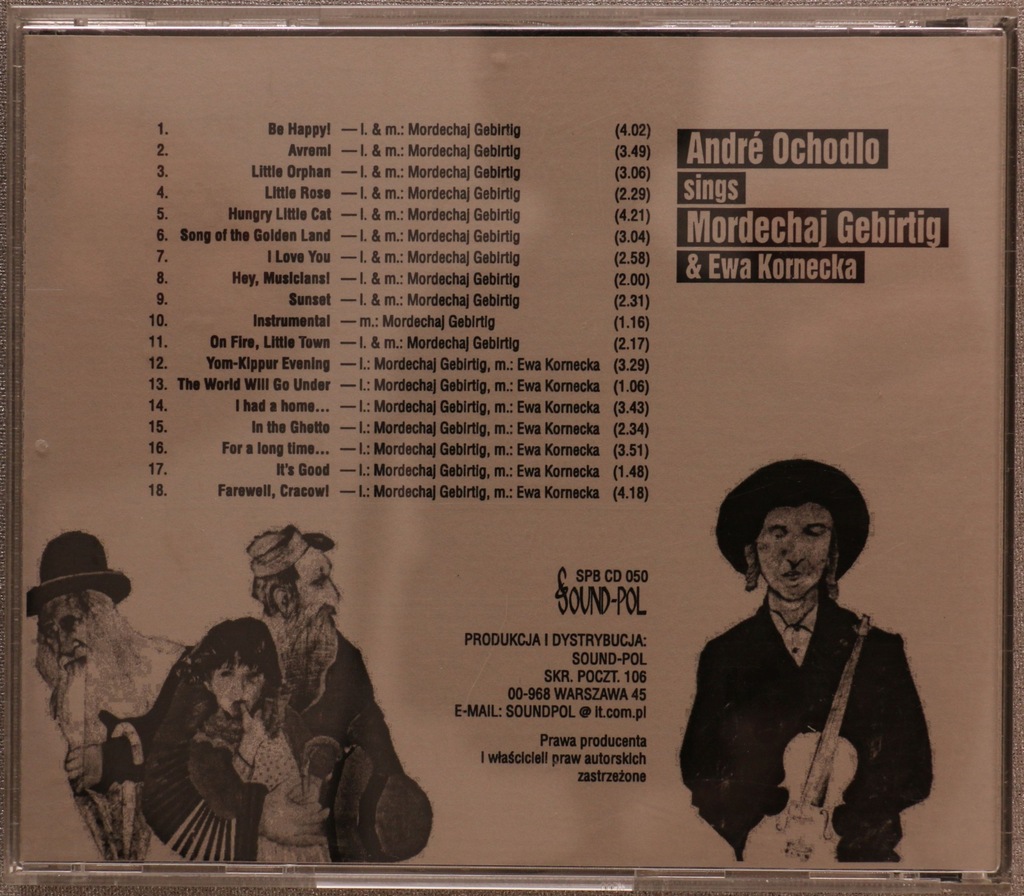 1. Be Happy! — l. & m.: Mordechaj Gebirtig (4.02)
2. Avreml — l. & m.: Mordechaj Gebirtig (3.49)
3. Little Orphan — l. & m.: Mordechaj Gebirtig (3.06)
4. Little Rose — l. & m.: Mordechaj Gebirtig (2.29)
5. Hungry Little Cat — l. & m.: Mordechaj Gebirtig (4.21)
6. Song of the Golden Land — l. & m.: Mordechaj Gebirtig (3.04)
7. I Love You — l. & m.: Mordechaj Gebirtig (2.58)
8. Hey, Musicians! — l. & m.: Mordechaj Gebirtig (2.00)
9. Sunset — l. & m.: Mordechaj Gebirtig (2.31)
10. Instrumental — m.: Mordechaj Gebirtig (1.16)
11. On Fire, Little Town — l. & m.: Mordechaj Gebirtig (2.17)
12. Yom-Kippur Evening — l.: Mordechaj Gebirtig, m.: Ewa Kornecka (3.29)
13. The World Will Go Under — l.: Mordechaj Gebirtig, m.: Ewa Kornecka (1.06)
14. I had a home... — l.: Mordechaj Gebirtig, m.: Ewa Kornecka (3.43)
15. In the Ghetto — l.: Mordechaj Gebirtig, m.: Ewa Kornecka (2.34)
16. For a long time... — l.: Mordechaj Gebirtig, m.: Ewa Kornecka (3.51)
17. It's Good — l.: Mordechaj Gebirtig, m.: Ewa Kornecka (1.48)
18. Farewell, Cracow! — l.: Mordechaj Gebirtig, m.: Ewa Kornecka (4.18)
André Ochodlo
sings
Mordechaj Gebirtig
& Ewa Kornecka
SPB CD 050
SOUND-POL
PRODUKCJA I DYSTRYBUCJA:
SOUND-POL
SKR. POCZT. 106
00-968 WARSZAWA 45
E-MAIL: SOUNDPOL @ it.com.pl
Prawa producenta
i właścicieli praw autorskich
zastrzeżone